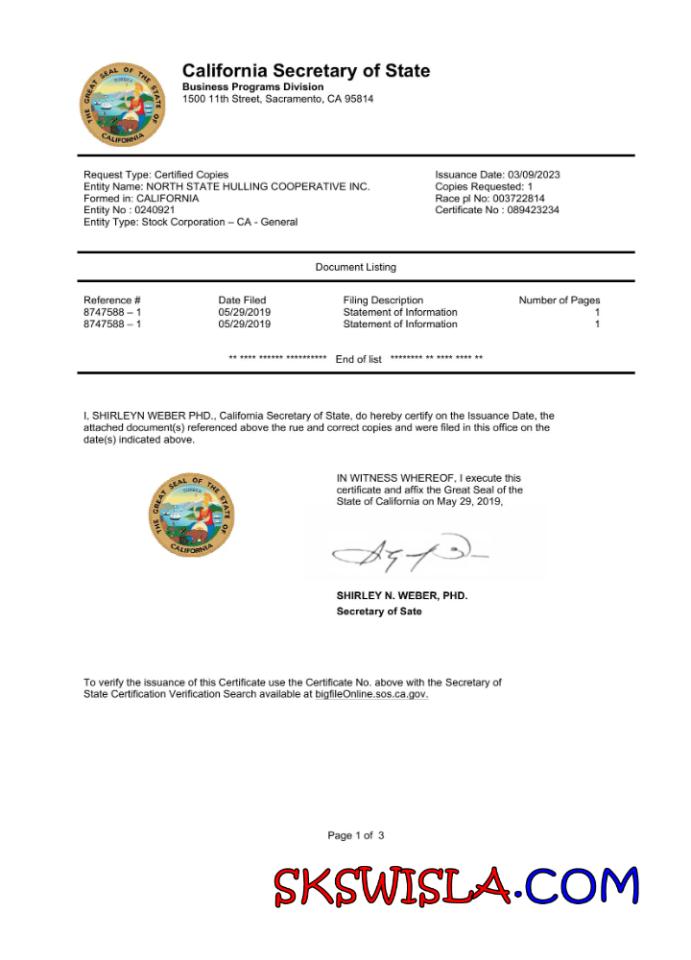 California Secretary of State
Business Programs Division
1500 11th Street, Sacramento, CA 95814
THE GREAT SEAL OF THE STATE OF CALIFORNIA
EUREKA
Request Type: Certified Copies
Entity Name: NORTH STATE HULLING COOPERATIVE INC.
Formed in: CALIFORNIA
Entity No : 0240921
Entity Type: Stock Corporation – CA - General
Issuance Date: 03/09/2023
Copies Requested: 1
Race pl No: 003722814
Certificate No : 089423234
Document Listing
Reference # Date Filed Filing Description Number of Pages
8747588 – 1 05/29/2019 Statement of Information 1
8747588 – 1 05/29/2019 Statement of Information 1
** **** ****** ********** End of list ******** ** **** **** **
I, SHIRLEYN WEBER PHD., California Secretary of State, do hereby certify on the Issuance Date, the
attached document(s) referenced above the rue and correct copies and were filed in this office on the
date(s) indicated above.
THE GREAT SEAL OF THE STATE OF CALIFORNIA
EUREKA
IN WITNESS WHEREOF, I execute this
certificate and affix the Great Seal of the
State of California on May 29, 2019,
SHIRLEY N. WEBER, PHD.
Secretary of Sate
To verify the issuance of this Certificate use the Certificate No. above with the Secretary of
State Certification Verification Search available at bigfileOnline.sos.ca.gov.
Page 1 of 3
SKSWISLA.COM